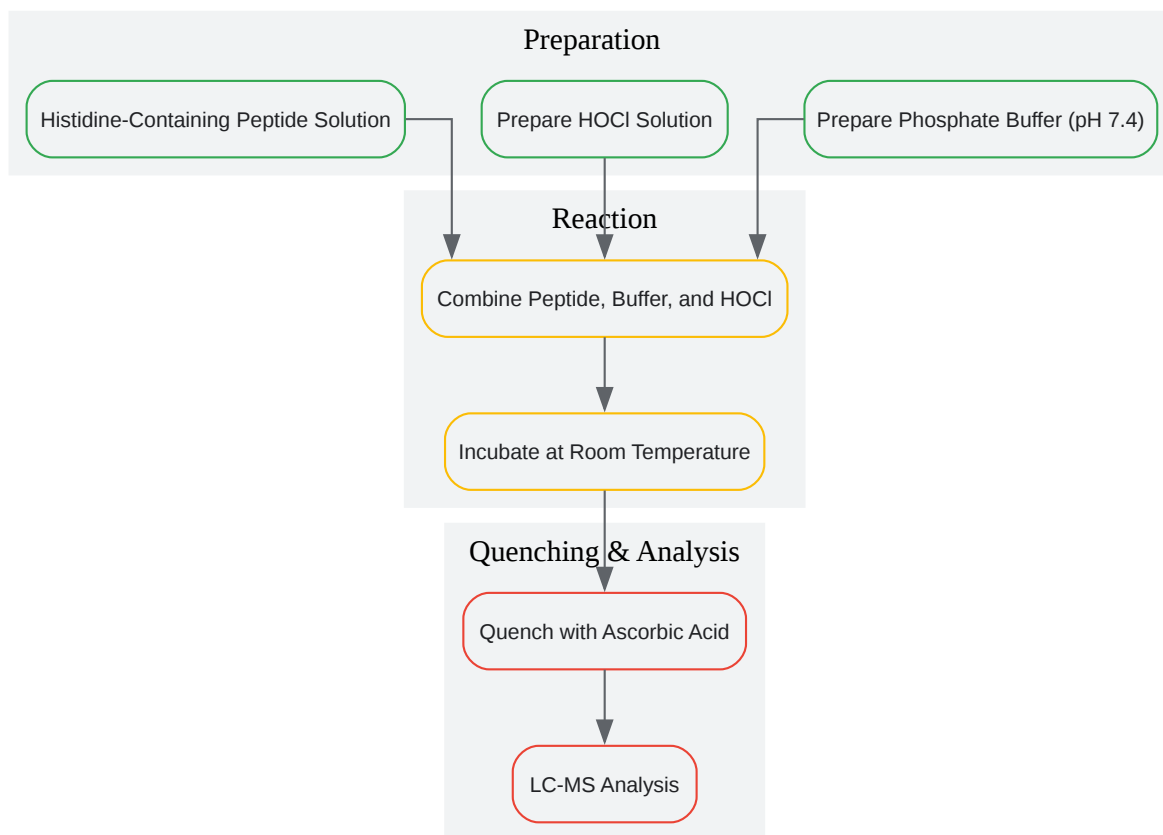 Preparation
Histidine-Containing Peptide Solution
Prepare HOCl Solution
Prepare Phosphate Buffer (pH 7.4)
Reaction
Combine Peptide, Buffer, and HOCl
Incubate at Room Temperature
Quenching & Analysis
Quench with Ascorbic Acid
LC-MS Analysis